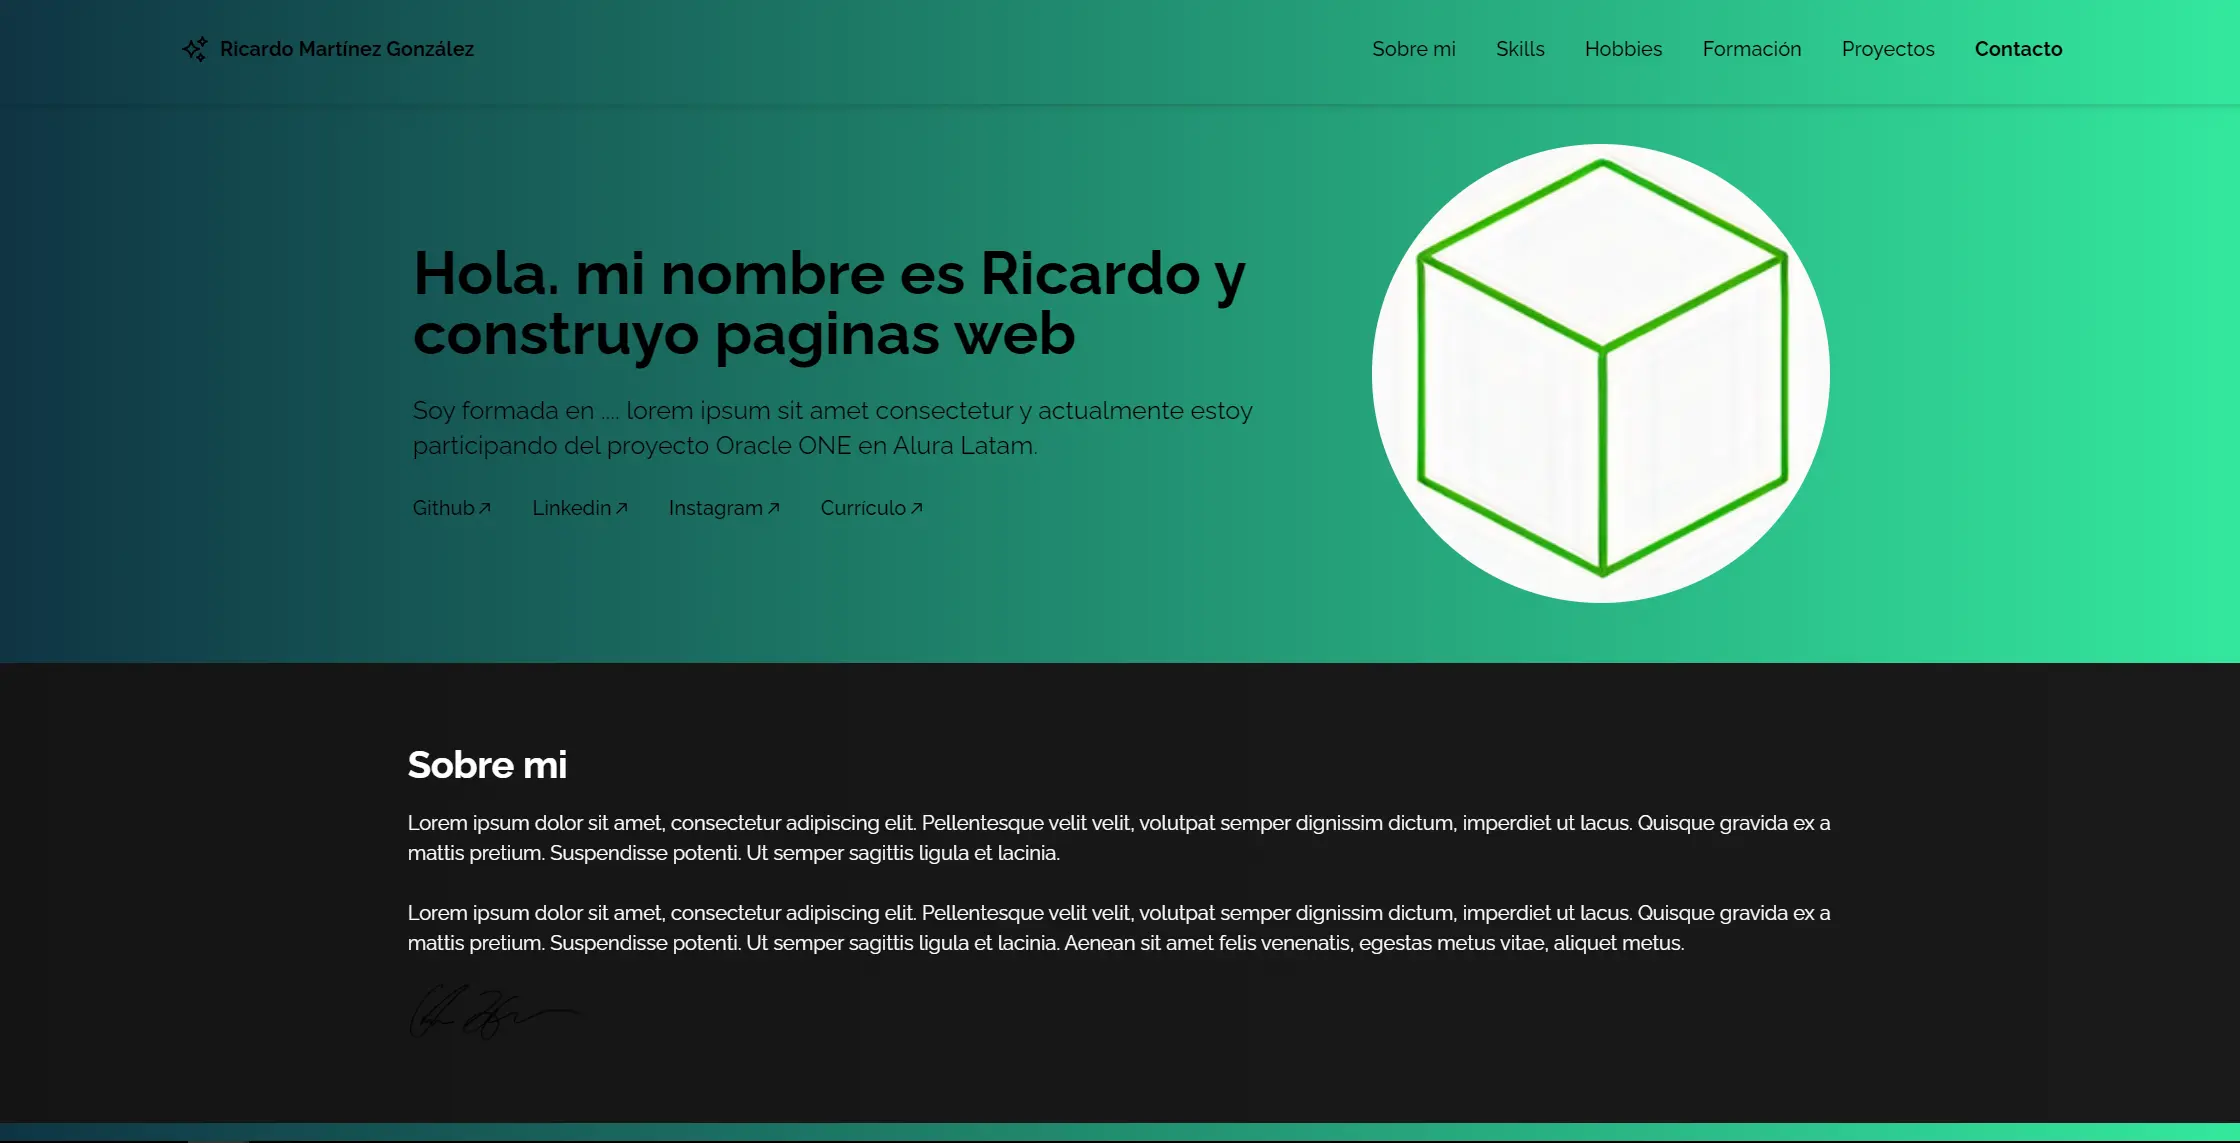 Ricardo Martínez González
Sobre mi Skills Hobbies Formación Proyectos Contacto
Hola. mi nombre es Ricardo y
construyo paginas web
Soy formada en .... lorem ipsum sit amet consectetur y actualmente estoy
participando del proyecto Oracle ONE en Alura Latam.
Github Linkedin Instagram Currículo
Sobre mi
Lorem ipsum dolor sit amet, consectetur adipiscing elit. Pellentesque velit velit, volutpat semper dignissim dictum, imperdiet ut lacus. Quisque gravida ex a
mattis pretium. Suspendisse potenti. Ut semper sagittis ligula et lacinia.
Lorem ipsum dolor sit amet, consectetur adipiscing elit. Pellentesque velit velit, volutpat semper dignissim dictum, imperdiet ut lacus. Quisque gravida ex a
mattis pretium. Suspendisse potenti. Ut semper sagittis ligula et lacinia. Aenean sit amet felis venenatis, egestas metus vitae, aliquet metus.